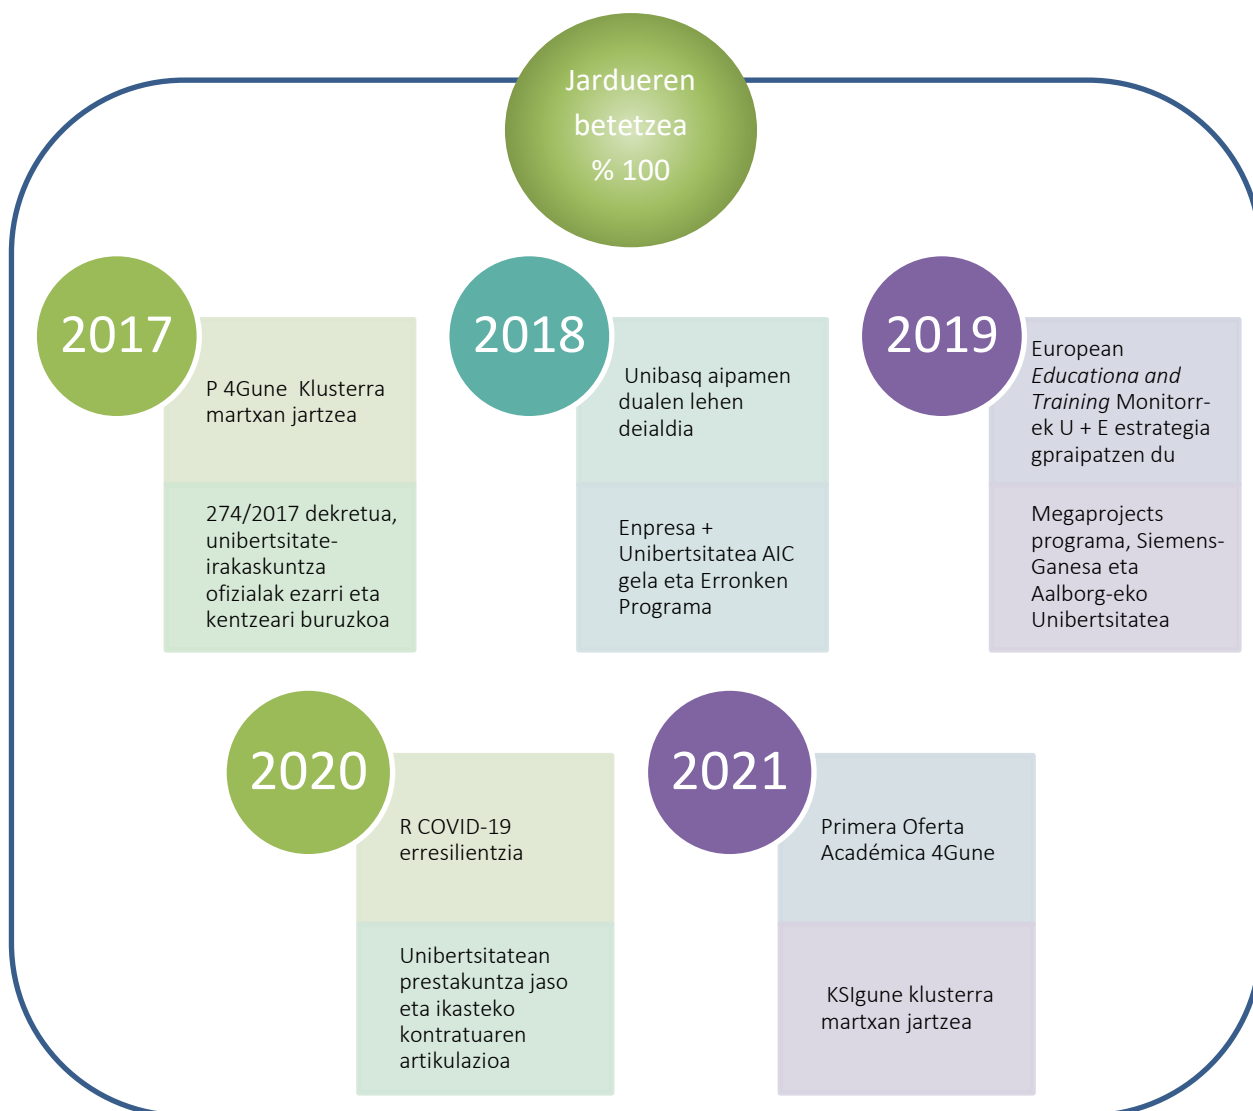 Jardueren
betetzea
% 100
2017
P 4Gune Klusterra
martxan jartzea
274/2017 dekretua,
unibertsitate-
irakaskuntza
ofizialak ezarri eta
kentzeari buruzkoa
2018
Unibasq aipamen
dualen lehen
deialdia
Enpresa +
Unibertsitatea AIC
gela eta Erronken
Programa
2019
European
Educationa and
Training Monitorr-
ek U + E estrategia
gpraipatzen du
Megaprojects
programa, Siemens-
Ganesa eta
Aalborg-eko
Unibertsitatea
2020
R COVID-19
erresilientzia
Unibertsitatean
prestakuntza jaso
eta ikasteko
kontratuaren
artikulazioa
2021
Primera Oferta
Académica 4Gune
KSIgune klusterra
martxan jartzea